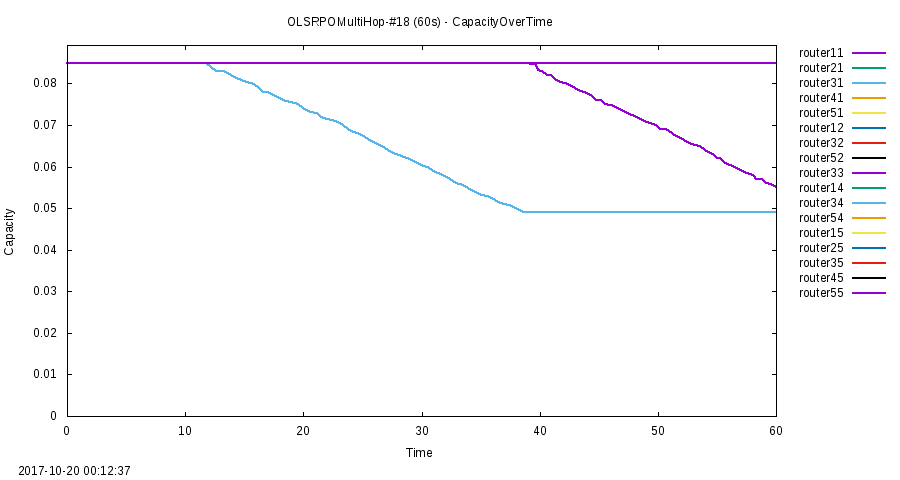 OLSRPOMultiHop-#18 (60s) - CapacityOverTime
router11
router21
router31
router41
router51
router12
router32
router52
router33
router14
router34
router54
router15
router25
router35
router45
router55
0.08
0.07
0.06
0.05
0.04
0.03
0.02
0.01
0
Capacity
0 10 20 30 40 50 60
Time
2017-10-20 00:12:37